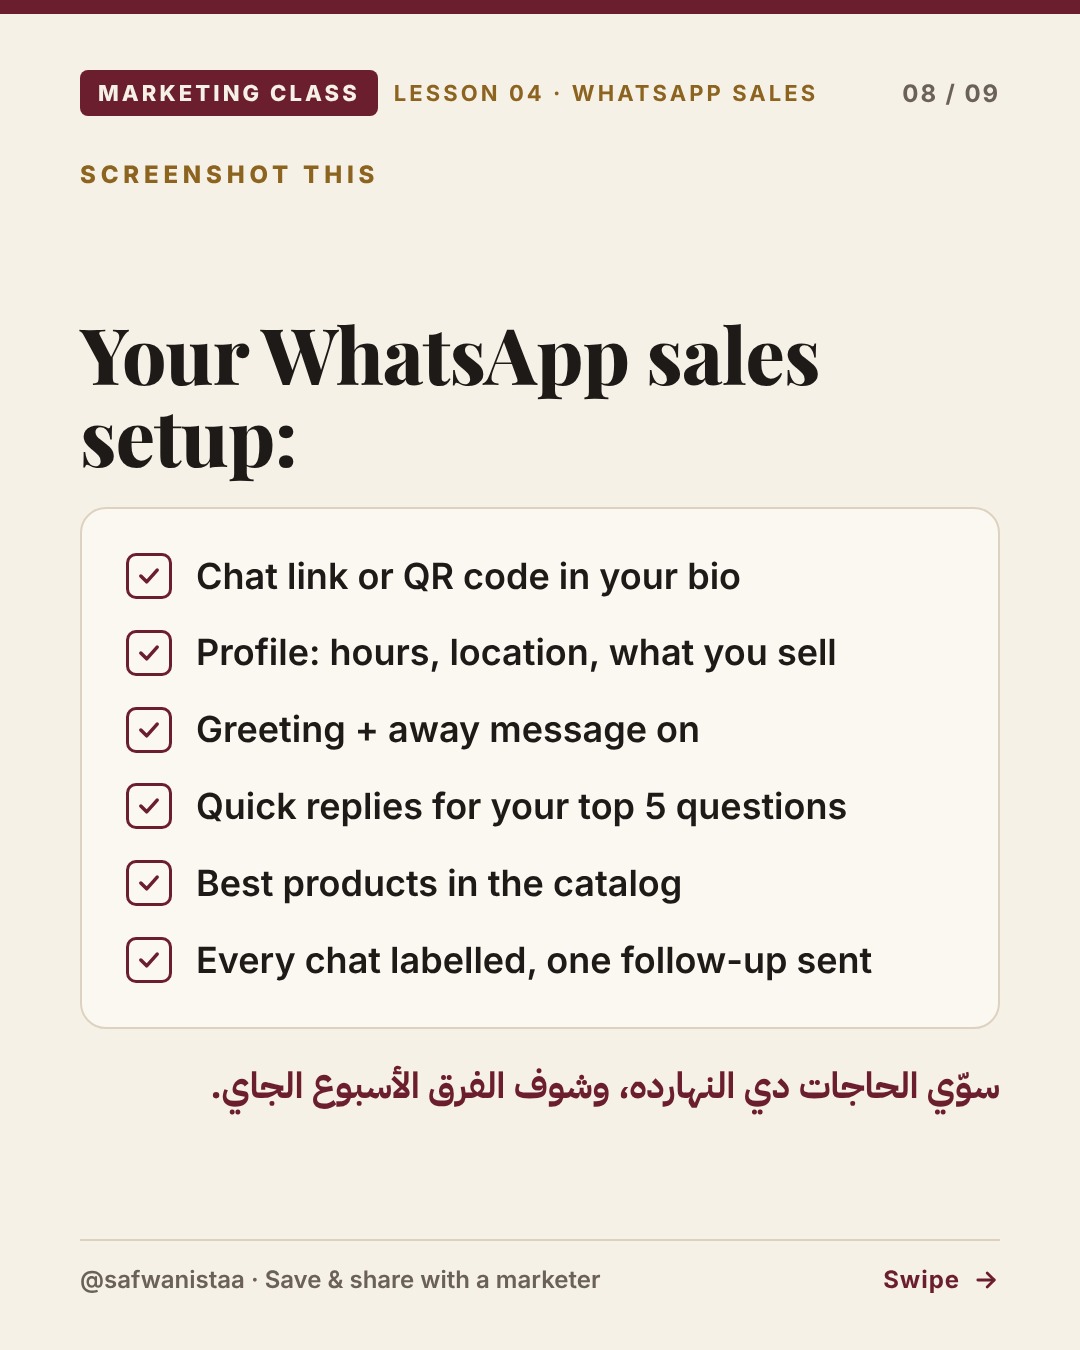 MARKETING CLASS LESSON 04 · WHATSAPP SALES 08 / 09
SCREENSHOT THIS
Your WhatsApp sales
setup:
Chat link or QR code in your bio
Profile: hours, location, what you sell
Greeting + away message on
Quick replies for your top 5 questions
Best products in the catalog
Every chat labelled, one follow-up sent
سوّي الحاجات دي النهارده، وشوف الفرق الأسبوع الجاي.
@safwanistaa · Save & share with a marketer Swipe →